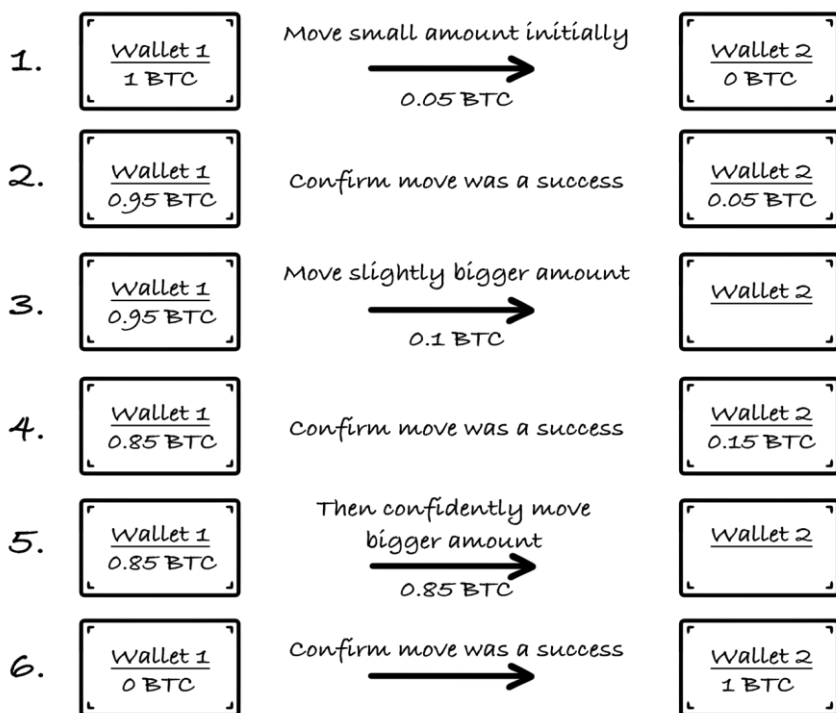 1.
Wallet 1
1 BTC
Move small amount initially
0.05 BTC
Wallet 2
0 BTC
2.
Wallet 1
0.95 BTC
Confirm move was a success
Wallet 2
0.05 BTC
3.
Wallet 1
0.95 BTC
Move slightly bigger amount
0.1 BTC
Wallet 2
4.
Wallet 1
0.85 BTC
Confirm move was a success
Wallet 2
0.15 BTC
5.
Wallet 1
0.85 BTC
Then confidently move
bigger amount
0.85 BTC
Wallet 2
6.
Wallet 1
0 BTC
Confirm move was a success
Wallet 2
1 BTC